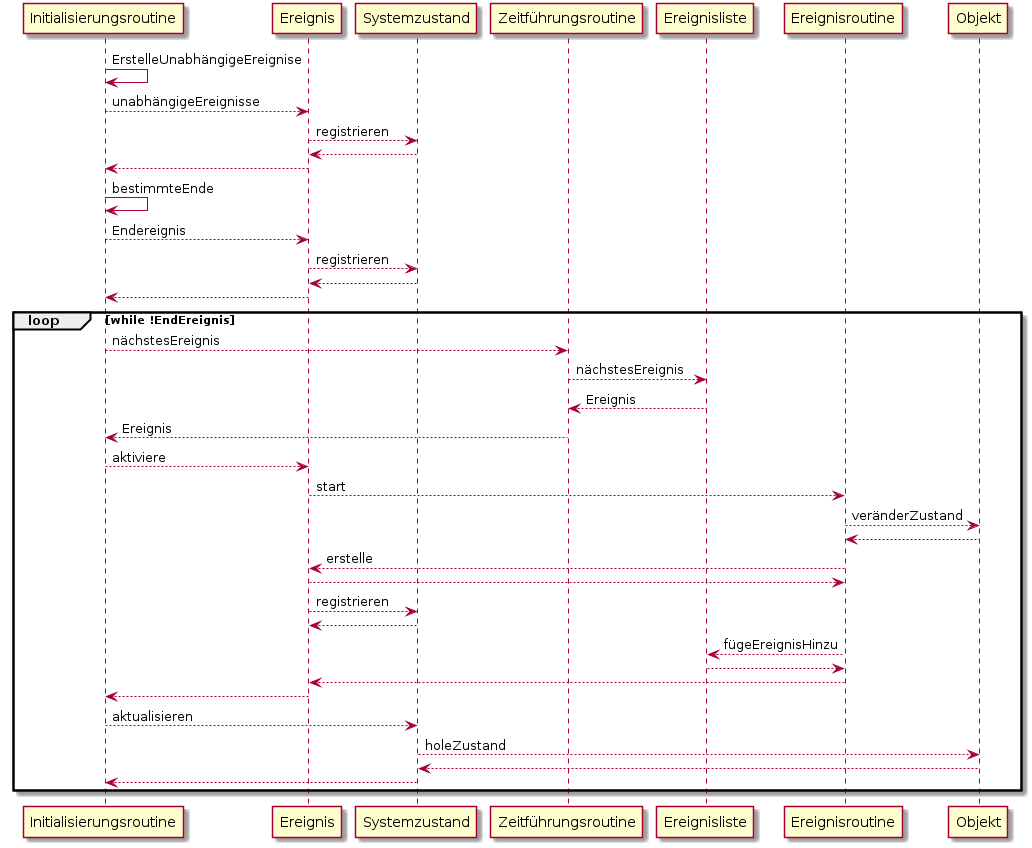 Initialisierungsroutine
Ereignis
Systemzustand
Zeitführungsroutine
Ereignisliste
Ereignisroutine
Objekt
ErstelleUnabhängigeEreignise
unabhängigeEreignisse
registrieren
bestimmteEnde
Endereignis
registrieren
loop
[while !EndEreignis]
nächstesEreignis
nächstesEreignis
Ereignis
Ereignis
aktiviere
start
veränderZustand
erstelle
registrieren
fügeEreignisHinzu
aktualisieren
holeZustand
Initialisierungsroutine
Ereignis
Systemzustand
Zeitführungsroutine
Ereignisliste
Ereignisroutine
Objekt